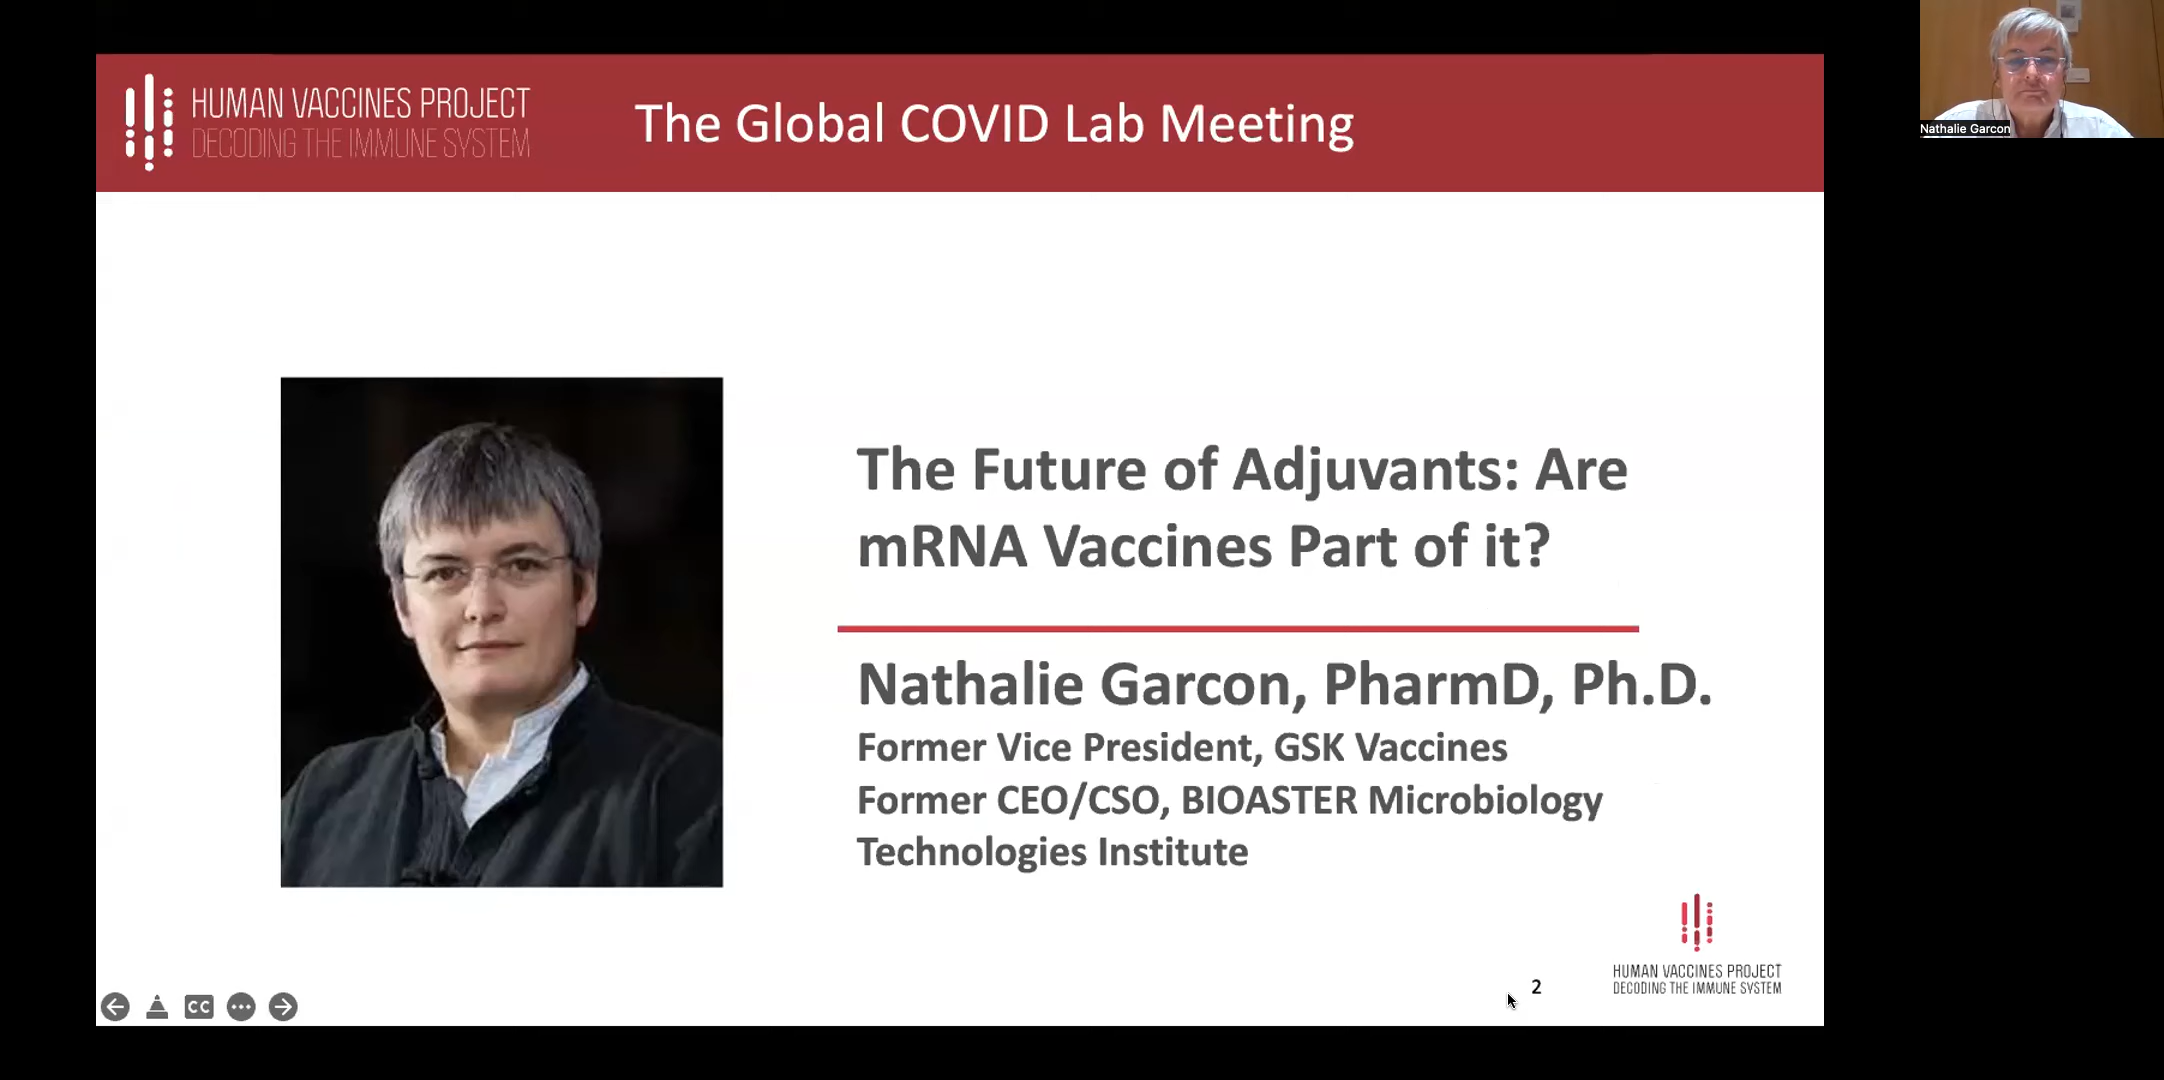 HUMAN VACCINES PROJECT
DECODING THE IMMUNE SYSTEM
The Global COVID Lab Meeting
Nathalie Garcon
The Future of Adjuvants: Are
mRNA Vaccines Part of it?
Nathalie Garcon, PharmD, Ph.D.
Former Vice President, GSK Vaccines
Former CEO/CSO, BIOASTER Microbiology
Technologies Institute
HUMAN VACCINES PROJECT
DECODING THE IMMUNE SYSTEM
2
CC